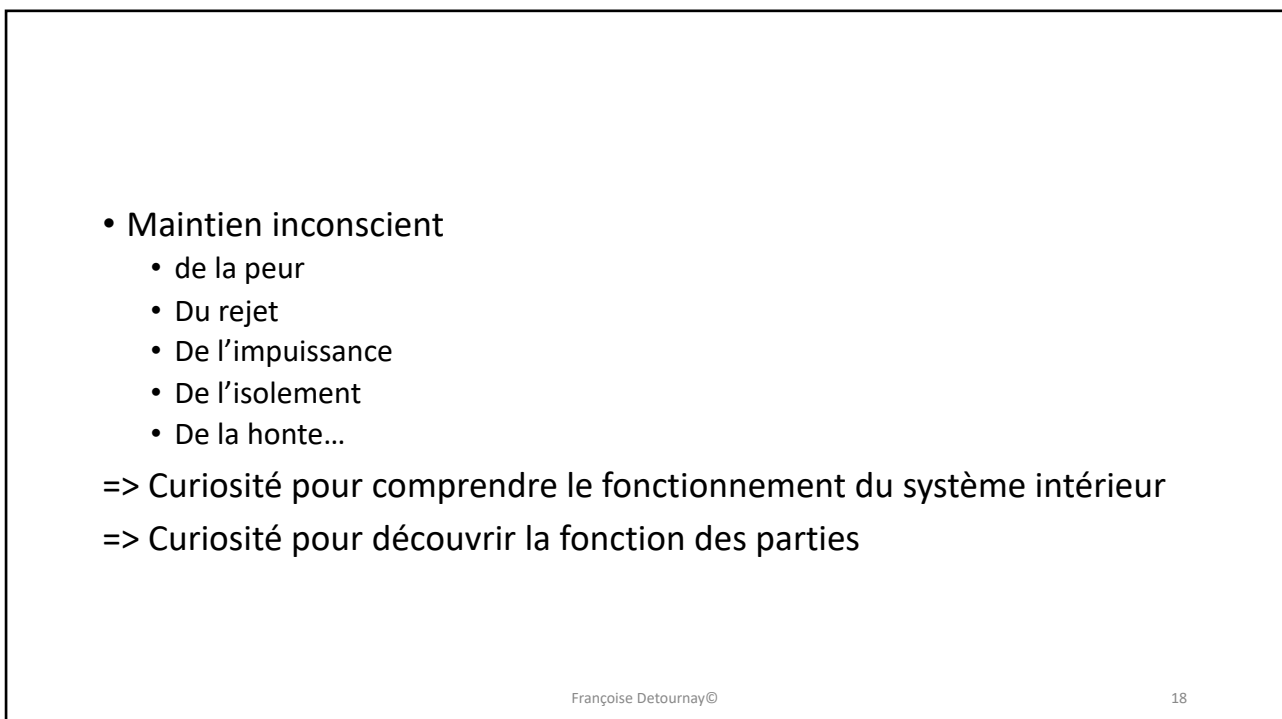 • Maintien inconscient
• de la peur
• Du rejet
• De l’impuissance
• De l’isolement
• De la honte…
=> Curiosité pour comprendre le fonctionnement du système intérieur
=> Curiosité pour découvrir la fonction des parties
Françoise Detournay©
18